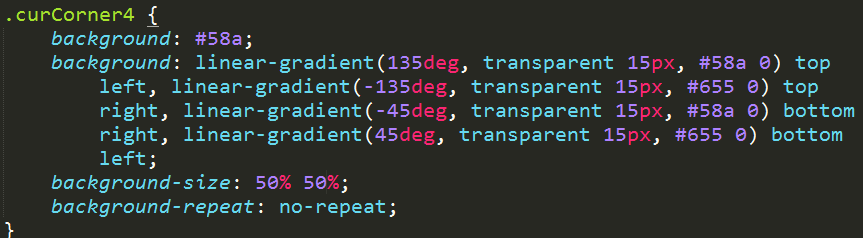 .curCorner4 {
background: #58a;
background: linear-gradient(135deg, transparent 15px, #58a 0) top
left, linear-gradient(-135deg, transparent 15px, #655 0) top
right, linear-gradient(-45deg, transparent 15px, #58a 0) bottom
right, linear-gradient(45deg, transparent 15px, #655 0) bottom
left;
background-size: 50% 50%;
background-repeat: no-repeat;
}